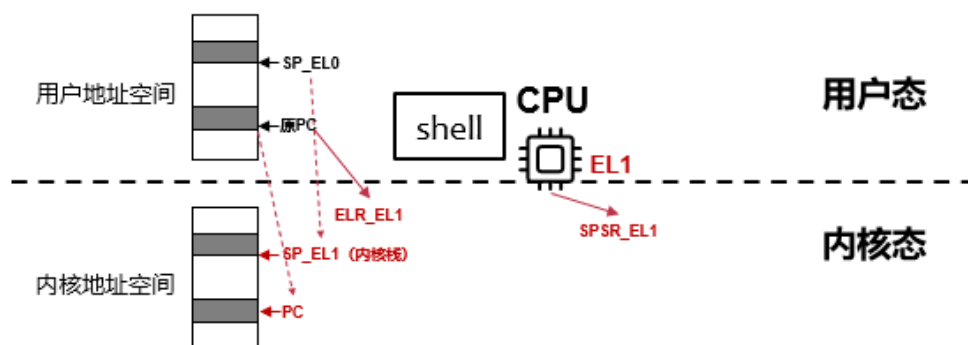 用户地址空间
SP_EL0
原PC
shell
CPU
EL1
用户态
ELR_EL1
SPSR_EL1
内核地址空间
SP_EL1（内核栈）
PC
内核态